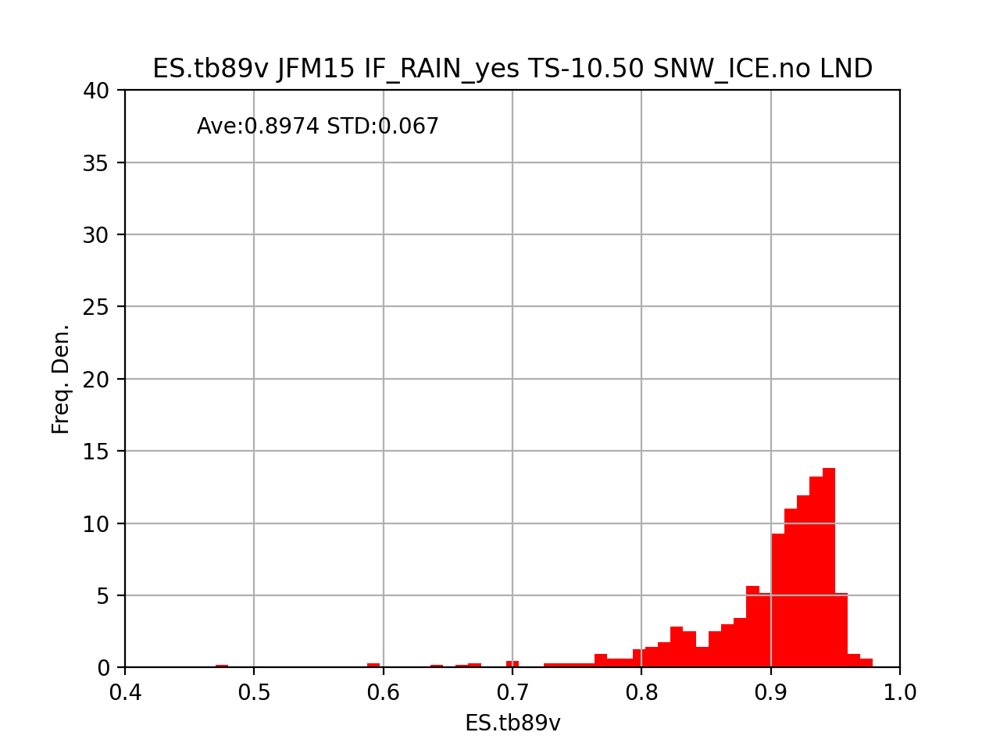 ES.tb89v JFM15 IF_RAIN_yes TS-10.50 SNW_ICE.no LND
Ave:0.8974 STD:0.067
40
35
30
25
20
15
10
5
0
Freq. Den.
0.4 0.5 0.6 0.7 0.8 0.9 1.0
ES.tb89v